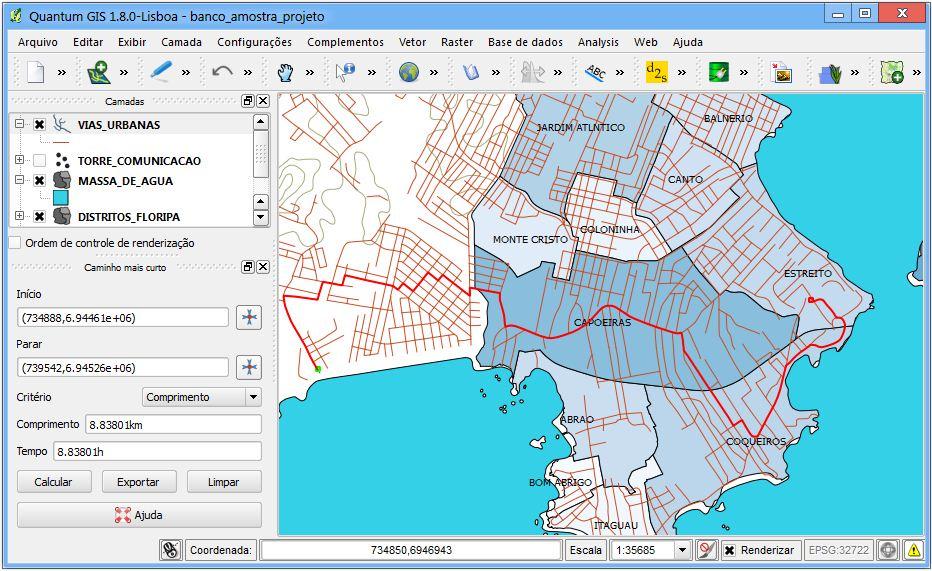 Quantum GIS 1.8.0-Lisboa - banco_amostra_projeto
Arquivo Editar Exibir Camada Configurações Complementos Vetor Raster Base de dados Analysis Web Ajuda
ABC
d2s
Camadas
VIAS_URBANAS
TORRE_COMUNICACAO
MASSA_DE_AGUA
DISTRITOS_FLORIPA
Ordem de controle de renderização
Caminho mais curto
Início
(734888,6.94461e+06)
Parar
(739542,6.94526e+06)
Critério Comprimento
Comprimento 8.83801km
Tempo 8.83801h
Calcular Exportar Limpar
Ajuda
JARDIM ATLNTICO
BALNERIO
CANTO
COLONINHA
MONTE CRISTO
ESTREITO
CAPOEIRAS
ABRAO
COQUEIROS
BOM ABRIGO
ITAGUAU
Coordenada: 734850,6946943 Escala 1:35685 Renderizar EPSG:32722